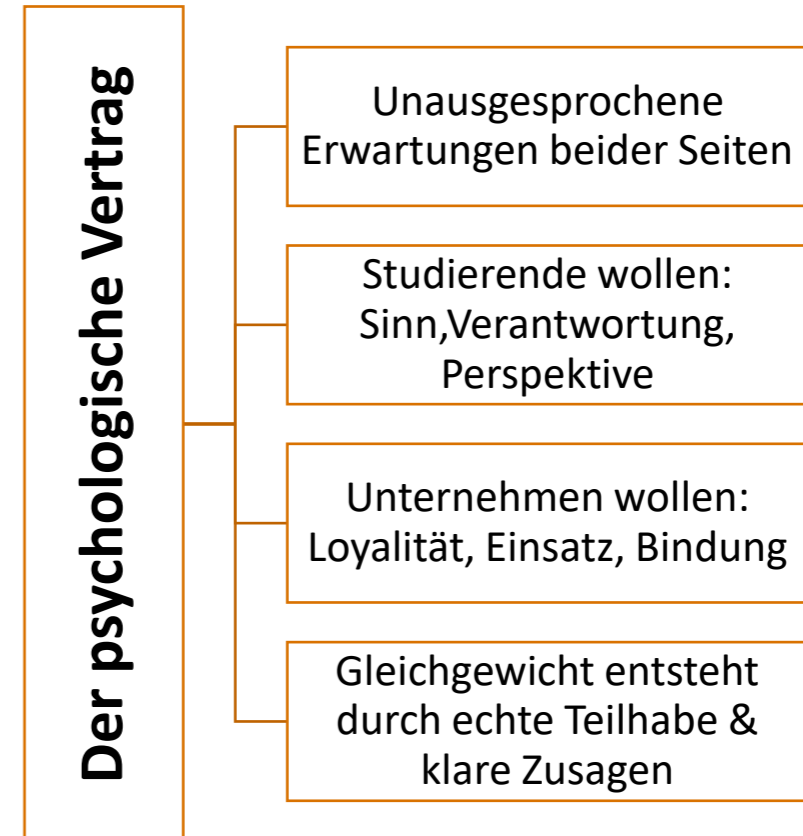 Der psychologische Vertrag
Unausgesprochene
Erwartungen beider Seiten
Studierende wollen:
Sinn,Verantwortung,
Perspektive
Unternehmen wollen:
Loyalität, Einsatz, Bindung
Gleichgewicht entsteht
durch echte Teilhabe &
klare Zusagen